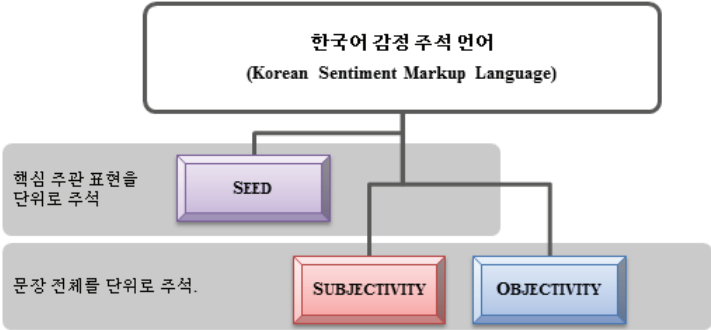 한국어 감정 주석 언어
(Korean Sentiment Markup Language)
핵심 주관 표현을
단위로 주석
SEED
문장 전체를 단위로 주석.
SUBJECTIVITY
OBJECTIVITY